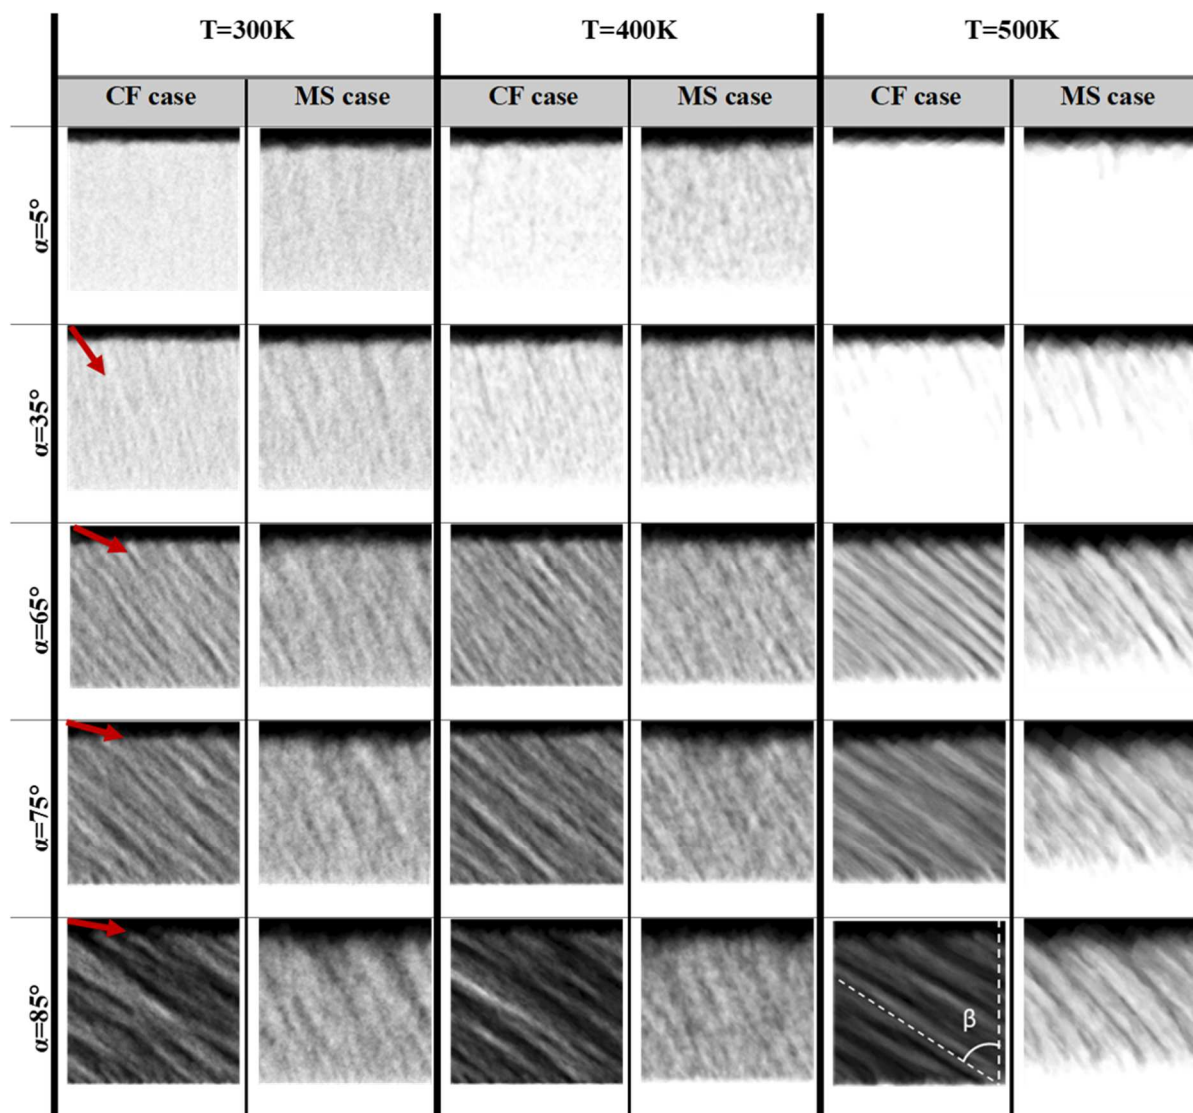 T=300K T=400K T=500K
CF case MS case CF case MS case CF case MS case
α=5°
α=35°
α=65°
α=75°
α=85°
β